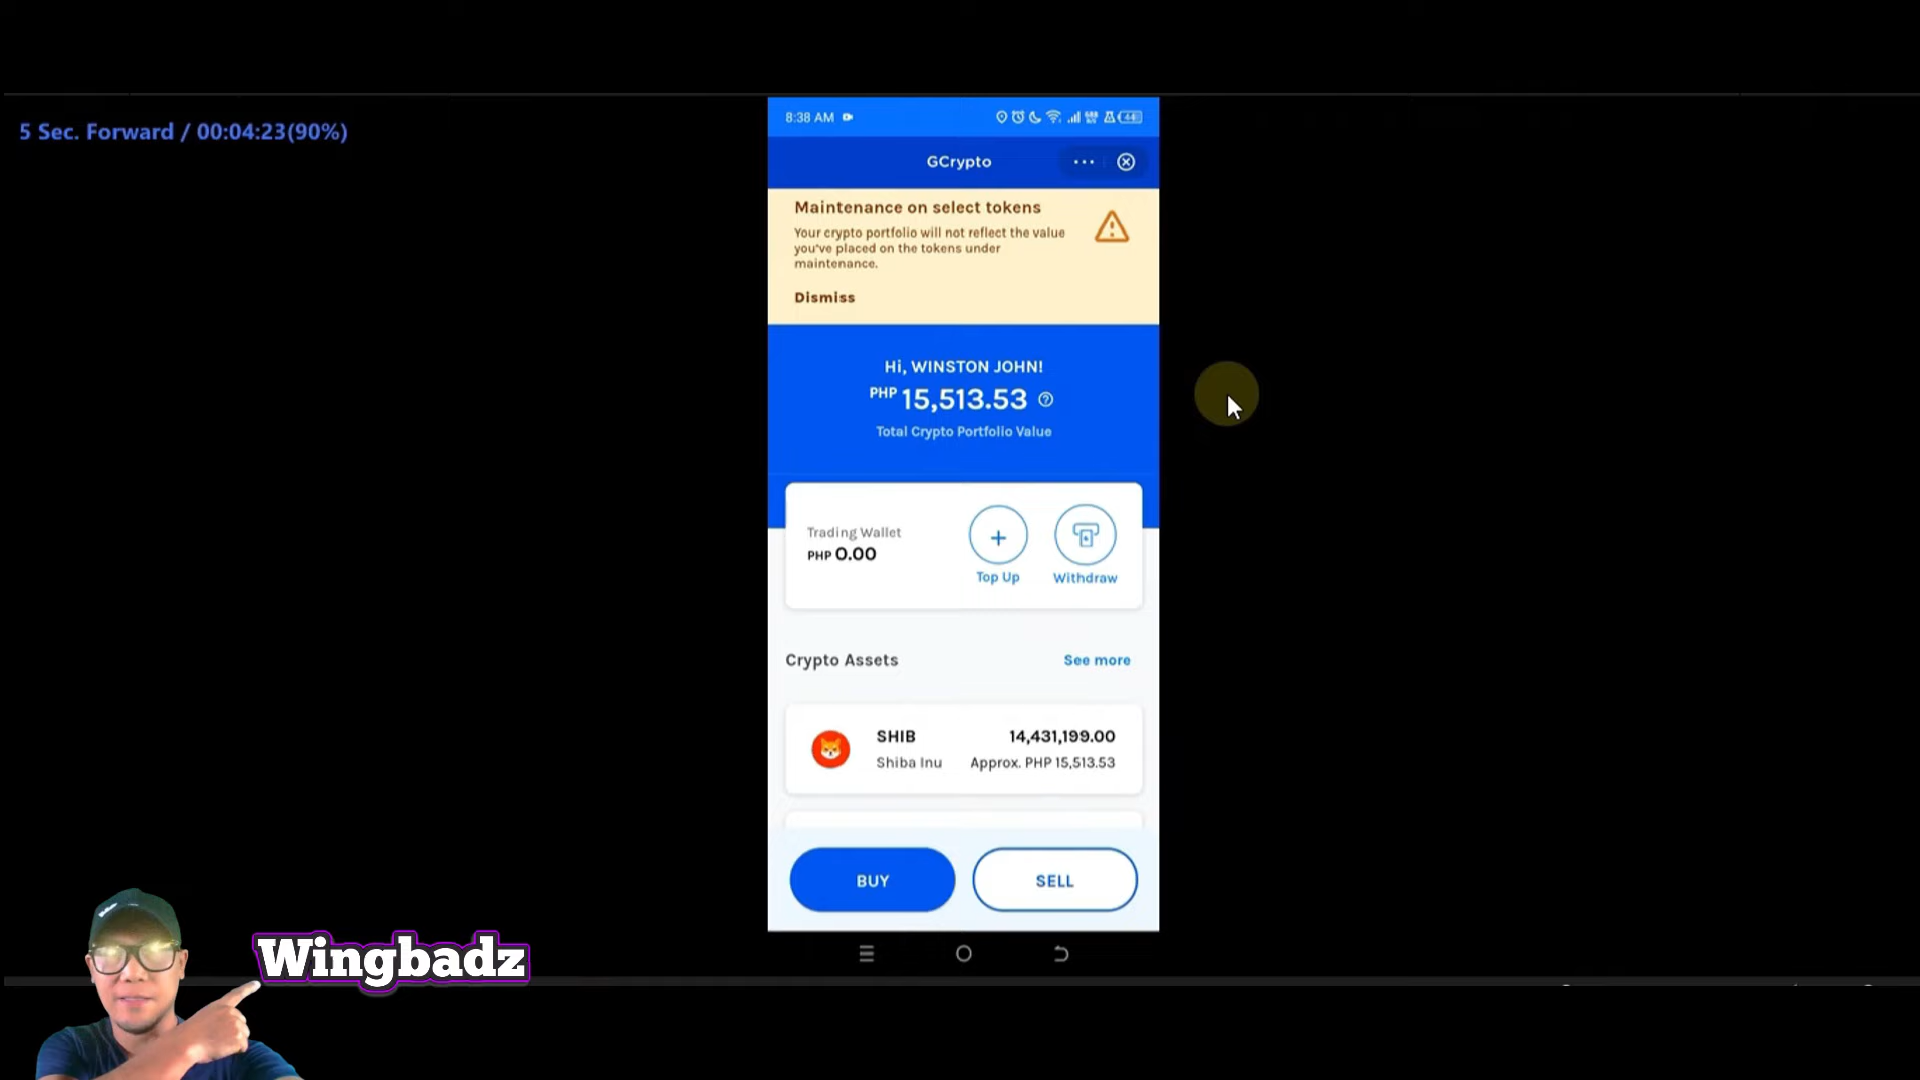 5 Sec. Forward / 00:04:23(90%)
8:38 AM
GCrypto
Maintenance on select tokens
Your crypto portfolio will not reflect the value
you've placed on the tokens under
maintenance.
Dismiss
Hi, WINSTON JOHN!
PHP 15,513.53
Total Crypto Portfolio Value
Trading Wallet
PHP 0.00
Top Up
Withdraw
Crypto Assets
See more
SHIB
14,431,199.00
Shiba Inu
Approx. PHP 15,513.53
BUY
SELL
Wingbadz